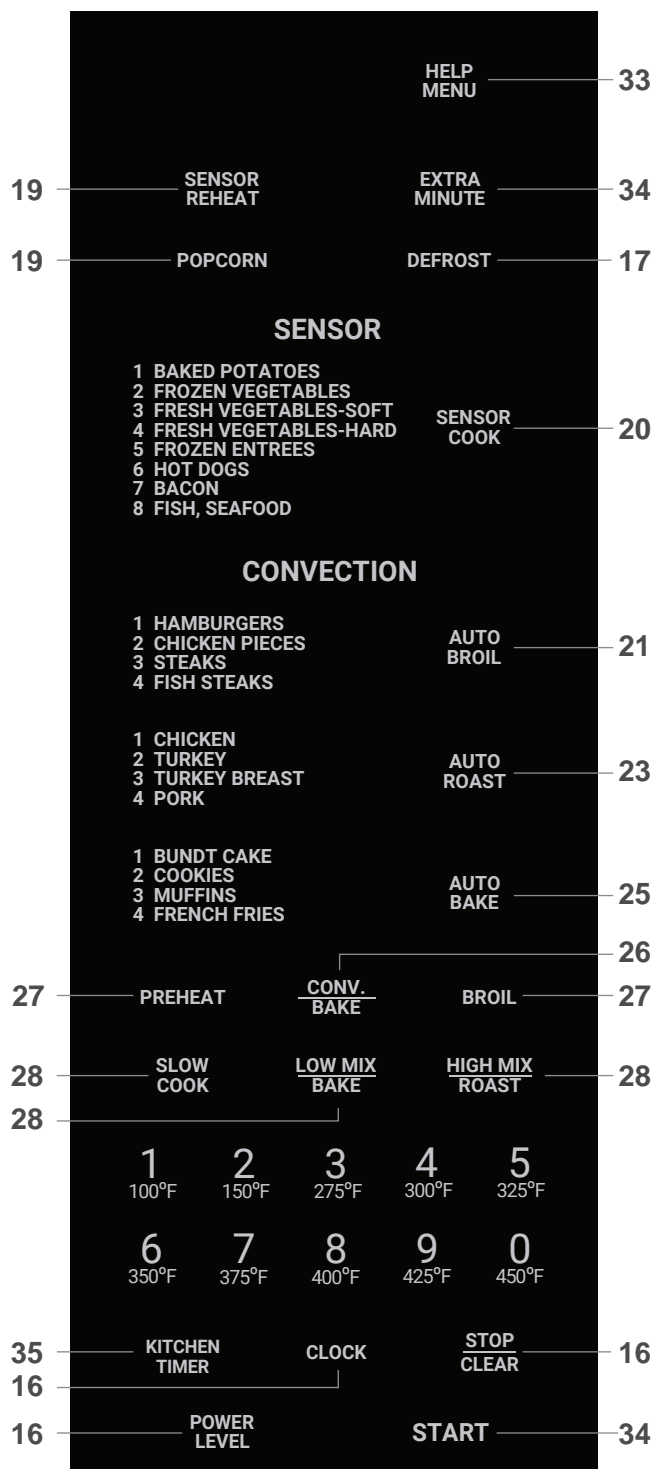 HELP
MENU
33
19
SENSOR
REHEAT
EXTRA
MINUTE
34
19
POPCORN
DEFROST
17
SENSOR
1 BAKED POTATOES
2 FROZEN VEGETABLES
3 FRESH VEGETABLES-SOFT
4 FRESH VEGETABLES-HARD
5 FROZEN ENTREES
6 HOT DOGS
7 BACON
8 FISH, SEAFOOD
SENSOR
COOK
20
CONVECTION
1 HAMBURGERS
2 CHICKEN PIECES
3 STEAKS
4 FISH STEAKS
AUTO
BROIL
21
1 CHICKEN
2 TURKEY
3 TURKEY BREAST
4 PORK
AUTO
ROAST
23
1 BUNDT CAKE
2 COOKIES
3 MUFFINS
4 FRENCH FRIES
AUTO
BAKE
25
26
27
PREHEAT
CONV.
BAKE
BROIL
27
28
SLOW
COOK
LOW MIX
BAKE
HIGH MIX
ROAST
28
28
1 2 3 4 5
100°F 150°F 275°F 300°F 325°F
6 7 8 9 0
350°F 375°F 400°F 425°F 450°F
35
KITCHEN
TIMER
CLOCK
STOP
CLEAR
16
16
16
POWER
LEVEL
START
34